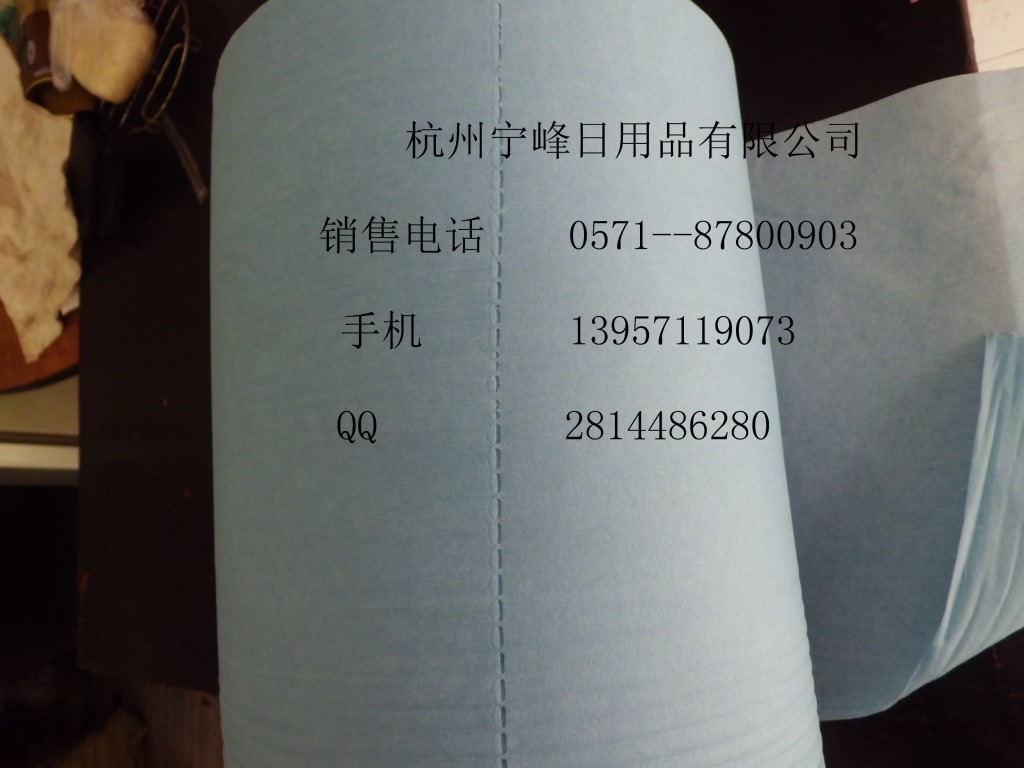 杭州宁峰日用品有限公司
销售电话 0571--87800903
手机 13957119073
QQ 2814486280